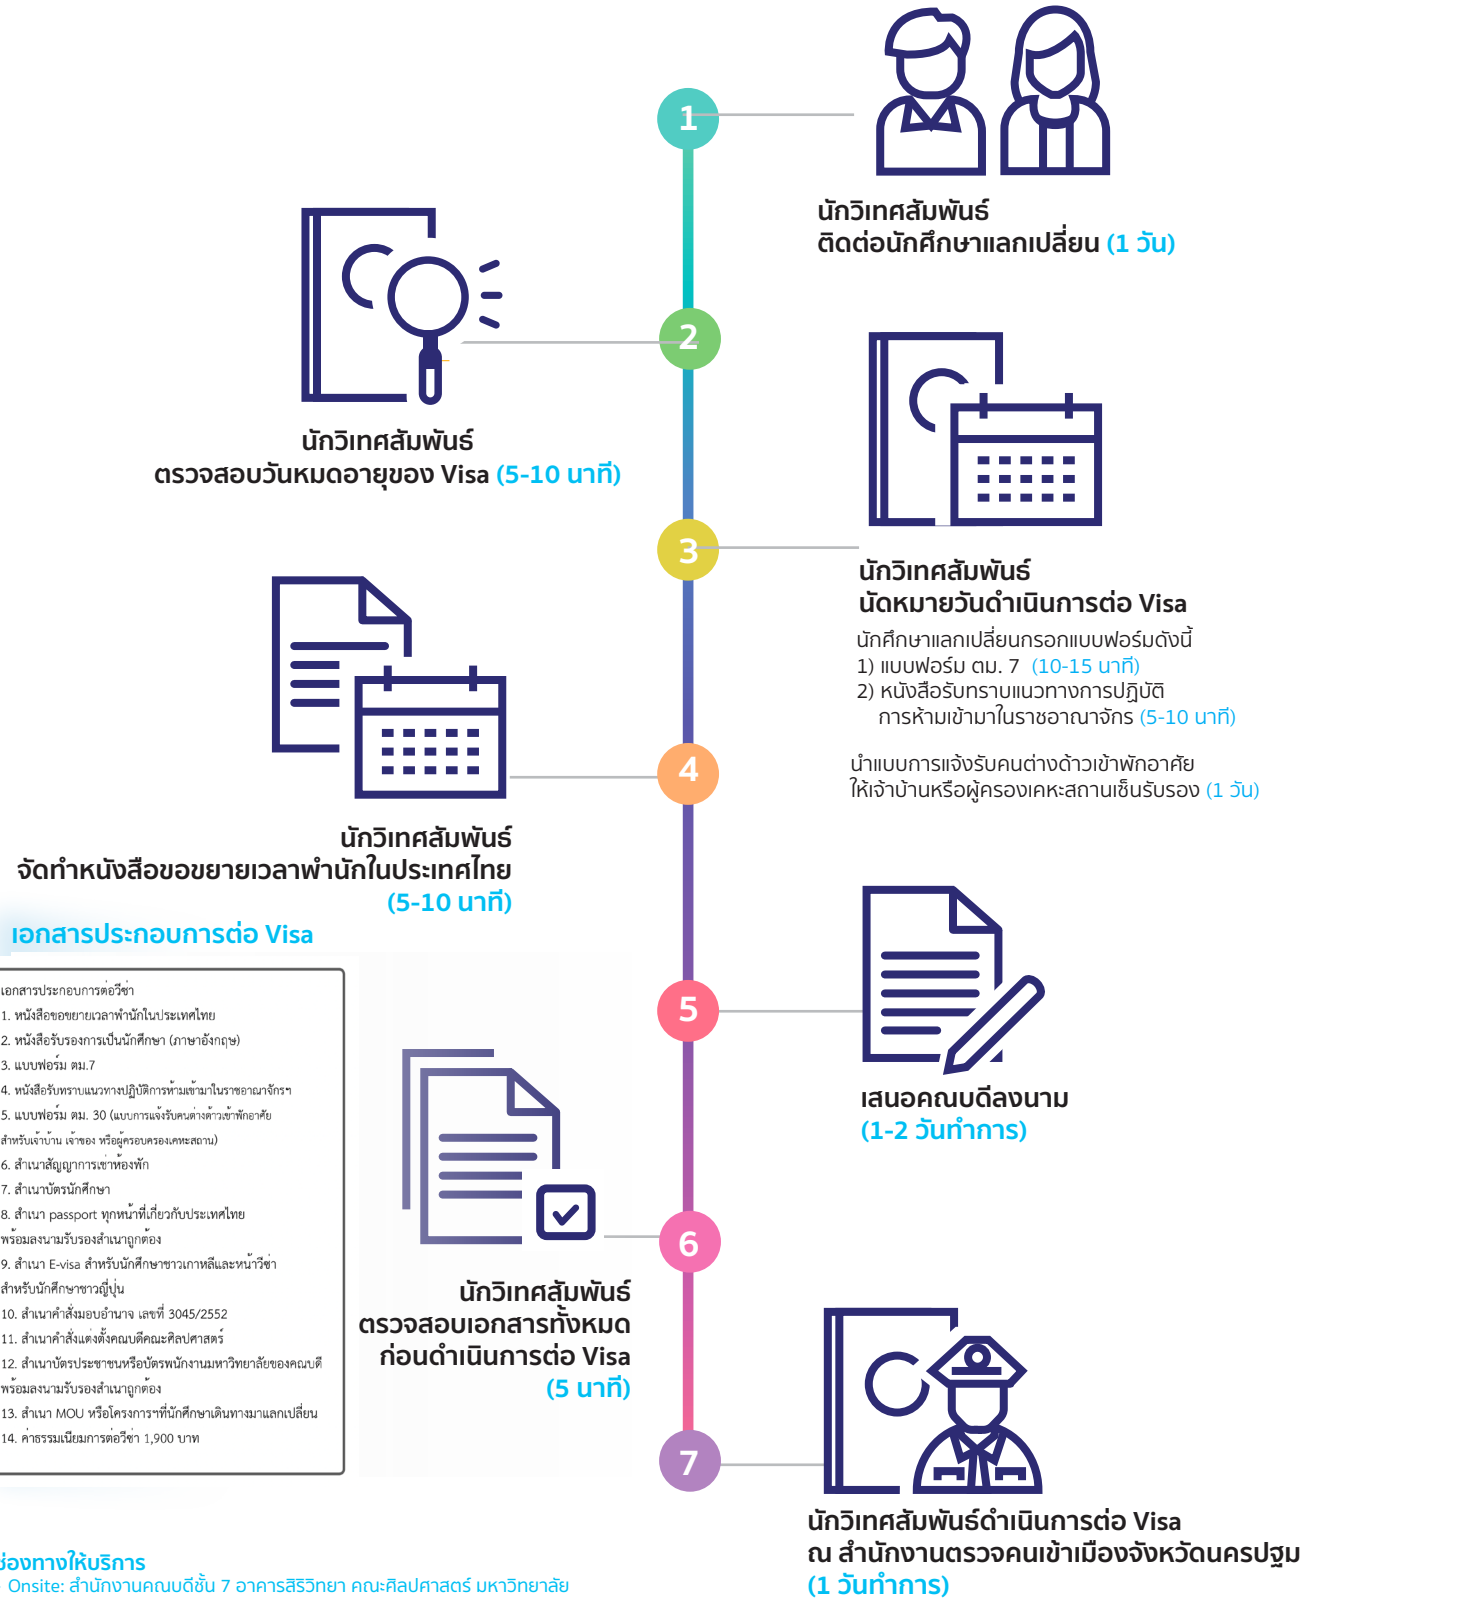 1
นักวิเทศสัมพันธ์
ติดต่อนักศึกษาแลกเปลี่ยน (1 วัน)
2
นักวิเทศสัมพันธ์
ตรวจสอบวันหมดอายุของ Visa (5-10 นาที)
3
นักวิเทศสัมพันธ์
นัดหมายวันดำเนินการต่อ Visa
นักศึกษาแลกเปลี่ยนกรอกแบบฟอร์มดังนี้
1) แบบฟอร์ม ตม. 7 (10-15 นาที)
2) หนังสือรับทราบแนวทางการปฏิบัติ
การห้ามเข้ามาในราชอาณาจักร (5-10 นาที)
นำแบบการแจ้งรับคนต่างด้าวเข้าพักอาศัย
ให้เจ้าบ้านหรือผู้ครองเคหะสถานเซ็นรับรอง (1 วัน)
4
นักวิเทศสัมพันธ์
จัดทำหนังสือขอขยายเวลาพำนักในประเทศไทย
(5-10 นาที)
เอกสารประกอบการต่อ Visa
เอกสารประกอบการต่อวีซ่า
1. หนังสือขอขยายเวลาพำนักในประเทศไทย
2. หนังสือรับรองการเป็นนักศึกษา (ภาษาอังกฤษ)
3. แบบฟอร์ม ตม.7
4. หนังสือรับทราบแนวทางปฏิบัติการห้ามเข้ามาในราชอาณาจักรฯ
5. แบบฟอร์ม ตม. 30 (แบบการแจ้งรับคนต่างด้าวเข้าพักอาศัย
สำหรับเจ้าบ้าน เจ้าของ หรือผู้ครอบครองเคหะสถาน)
6. สำเนาสัญญาการเช่าห้องพัก
7. สำเนาบัตรนักศึกษา
8. สำเนา passport ทุกหน้าที่เกี่ยวกับประเทศไทย
พร้อมลงนามรับรองสำเนาถูกต้อง
9. สำเนา E-visa สำหรับนักศึกษาชาวเกาหลีและหน้าวีซ่า
สำหรับนักศึกษาชาวญี่ปุ่น
10. สำเนาคำสั่งมอบอำนาจ เลขที่ 3045/2552
11. สำเนาคำสั่งแต่งตั้งคณบดีคณะศิลปศาสตร์
12. สำเนาบัตรประชาชนหรือบัตรพนักงานมหาวิทยาลัยของคณบดี
พร้อมลงนามรับรองสำเนาถูกต้อง
13. สำเนา MOU หรือโครงการฯที่นักศึกษาเดินทางมาแลกเปลี่ยน
14. ค่าธรรมเนียมการต่อวีซ่า 1,900 บาท
5
เสนอคณบดีลงนาม
(1-2 วันทำการ)
6
นักวิเทศสัมพันธ์
ตรวจสอบเอกสารทั้งหมด
ก่อนดำเนินการต่อ Visa
(5 นาที)
7
นักวิเทศสัมพันธ์ดำเนินการต่อ Visa
ณ สำนักงานตรวจคนเข้าเมืองจังหวัดนครปฐม
(1 วันทำการ)
ช่องทางให้บริการ
Onsite: สำนักงานคณบดีชั้น 7 อาคารสิริวิทยา คณะศิลปศาสตร์ มหาวิทยาลัย